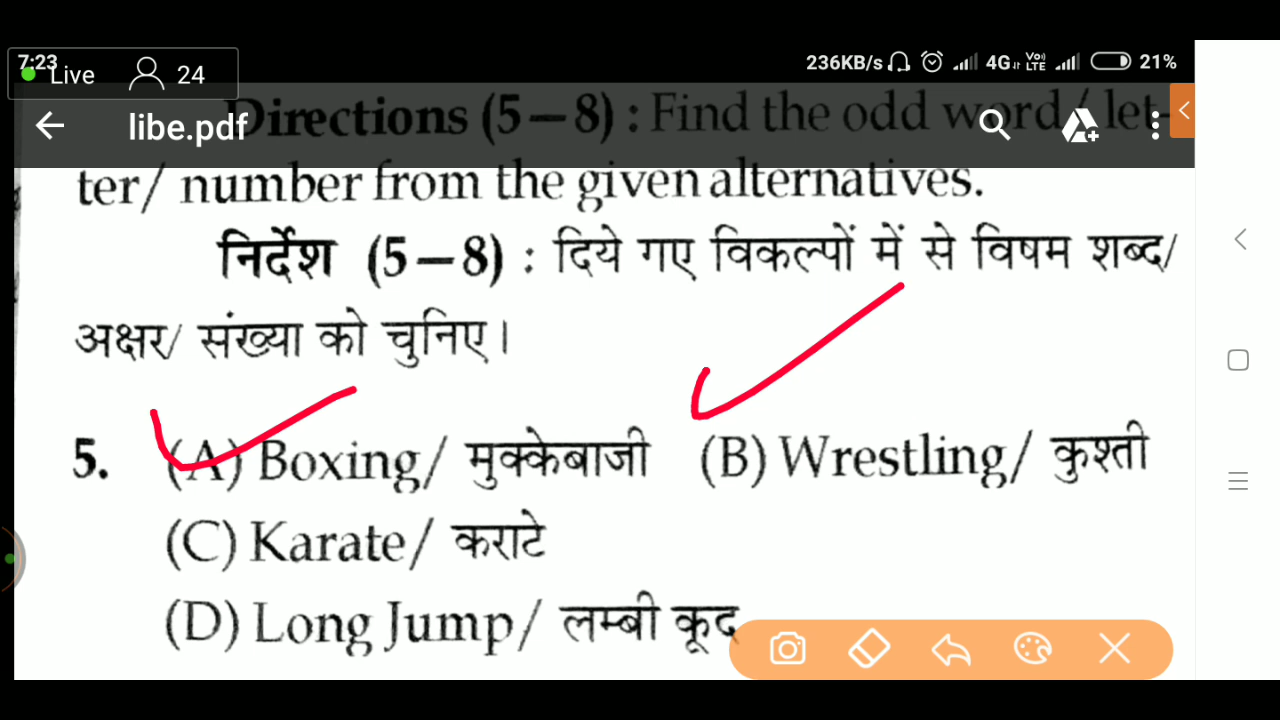 7:23 236KB/s 4G Vo)) LTE 21%
Live 24
libe.pdf
Directions (5–8) : Find the odd word/ let-
ter/ number from the given alternatives.
निर्देश (5–8) : दिये गए विकल्पों में से विषम शब्द/
अक्षर/ संख्या को चुनिए।
5. (A) Boxing/ मुक्केबाजी (B) Wrestling/ कुश्ती
(C) Karate/ कराटे
(D) Long Jump/ लम्बी कूद